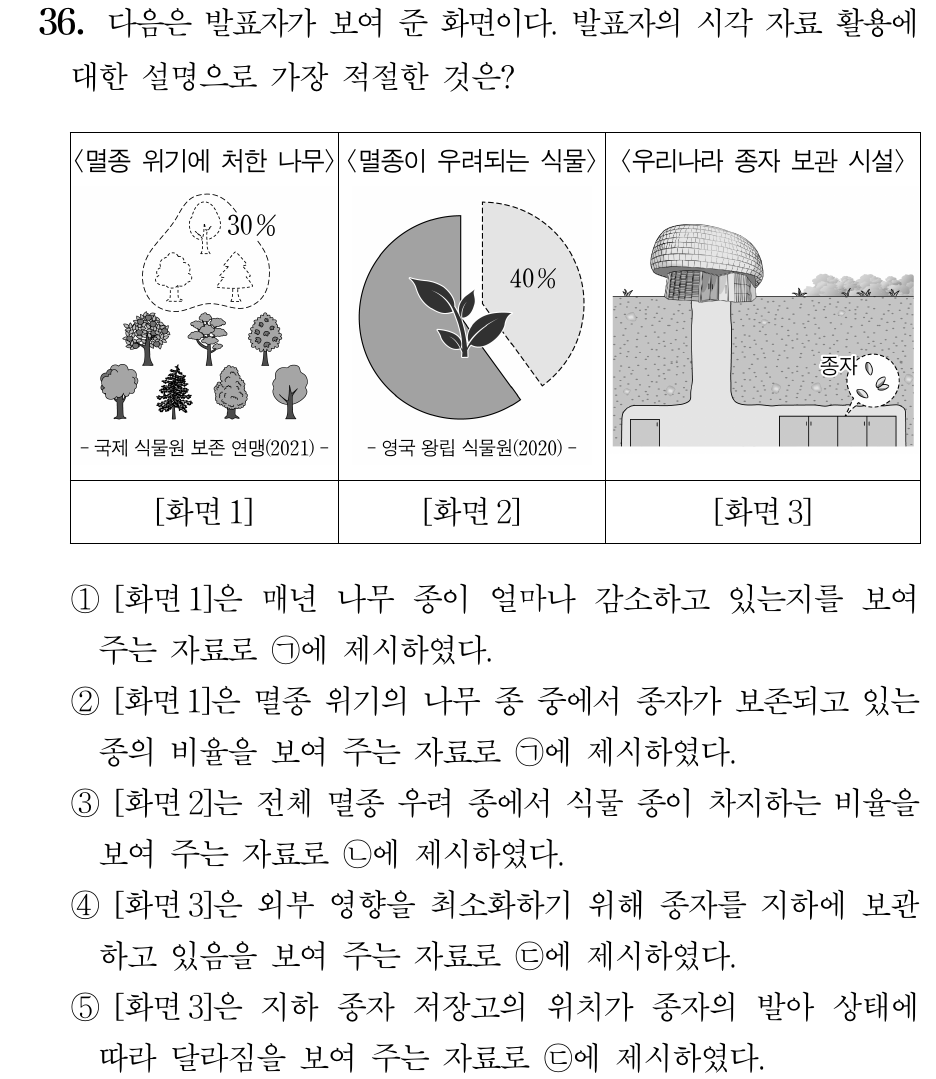 36. 다음은 발표자가 보여 준 화면이다. 발표자의 시각 자료 활용에
대한 설명으로 가장 적절한 것은?
〈멸종 위기에 처한 나무〉
30%
- 국제 식물원 보존 연맹(2021) -
[화면 1]
〈멸종이 우려되는 식물〉
40%
- 영국 왕립 식물원(2020) -
[화면 2]
〈우리나라 종자 보관 시설〉
종자
[화면 3]
① [화면 1]은 매년 나무 종이 얼마나 감소하고 있는지를 보여
주는 자료로 ㉠에 제시하였다.
② [화면 1]은 멸종 위기의 나무 종 중에서 종자가 보존되고 있는
종의 비율을 보여 주는 자료로 ㉠에 제시하였다.
③ [화면 2]는 전체 멸종 우려 종에서 식물 종이 차지하는 비율을
보여 주는 자료로 ㉡에 제시하였다.
④ [화면 3]은 외부 영향을 최소화하기 위해 종자를 지하에 보관
하고 있음을 보여 주는 자료로 ㉢에 제시하였다.
⑤ [화면 3]은 지하 종자 저장고의 위치가 종자의 발아 상태에
따라 달라짐을 보여 주는 자료로 ㉢에 제시하였다.